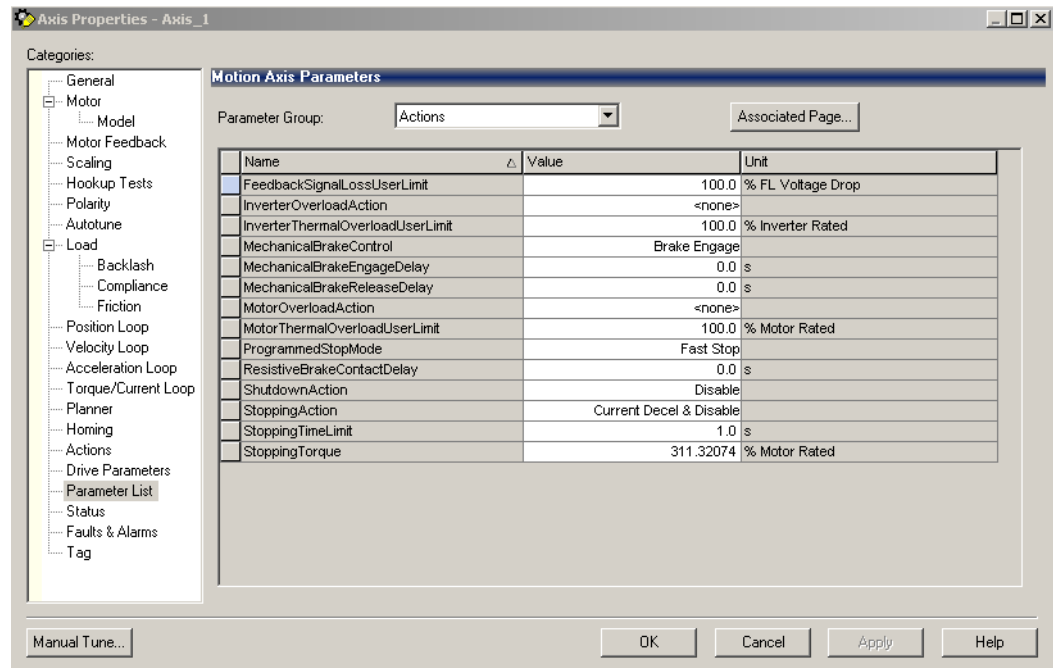 Axis Properties - Axis_1
Categories:
General
Motor
Model
Motor Feedback
Scaling
Hookup Tests
Polarity
Autotune
Load
Backlash
Compliance
Friction
Position Loop
Velocity Loop
Acceleration Loop
Torque/Current Loop
Planner
Homing
Actions
Drive Parameters
Parameter List
Status
Faults & Alarms
Tag
Motion Axis Parameters
Parameter Group: Actions Associated Page...
Name Value Unit
FeedbackSignalLossUserLimit 100.0 % FL Voltage Drop
InverterOverloadAction <none>
InverterThermalOverloadUserLimit 100.0 % Inverter Rated
MechanicalBrakeControl Brake Engage
MechanicalBrakeEngageDelay 0.0 s
MechanicalBrakeReleaseDelay 0.0 s
MotorOverloadAction <none>
MotorThermalOverloadUserLimit 100.0 % Motor Rated
ProgrammedStopMode Fast Stop
ResistiveBrakeContactDelay 0.0 s
ShutdownAction Disable
StoppingAction Current Decel & Disable
StoppingTimeLimit 1.0 s
StoppingTorque 311.32074 % Motor Rated
Manual Tune... OK Cancel Apply Help